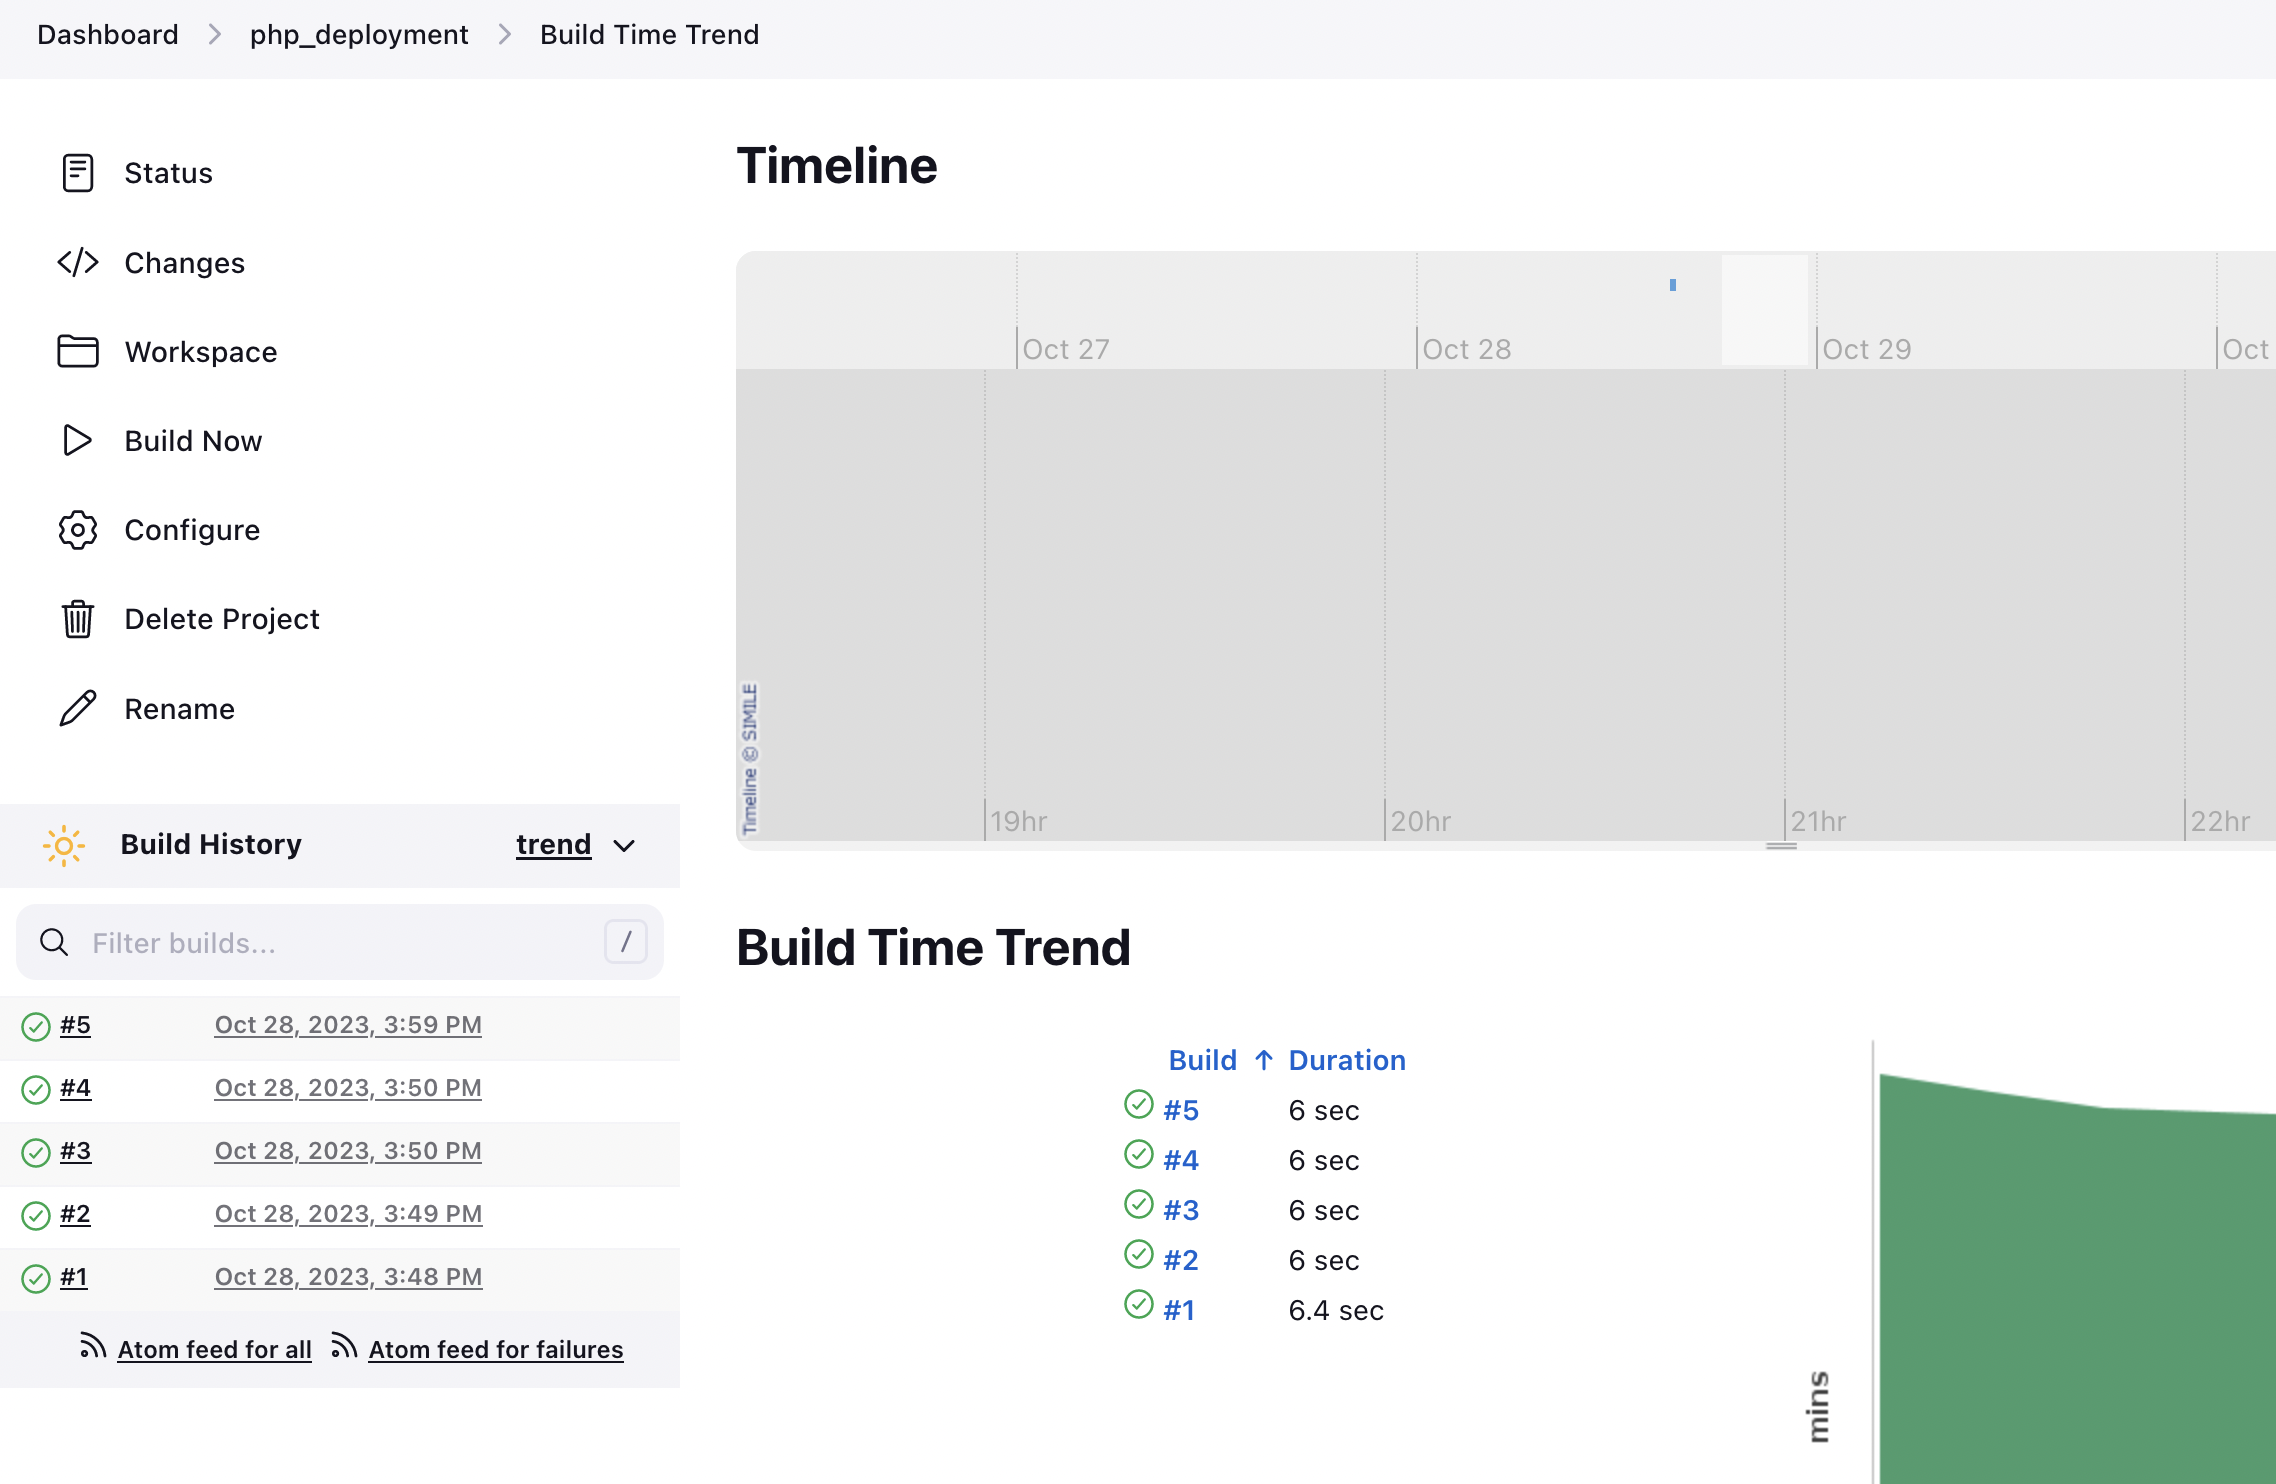 Dashboard > php_deployment > Build Time Trend
Status
Changes
Workspace
Build Now
Configure
Delete Project
Rename
Build History trend
Filter builds... /
#5 Oct 28, 2023, 3:59 PM
#4 Oct 28, 2023, 3:50 PM
#3 Oct 28, 2023, 3:50 PM
#2 Oct 28, 2023, 3:49 PM
#1 Oct 28, 2023, 3:48 PM
Atom feed for all Atom feed for failures
Timeline
Oct 27 Oct 28 Oct 29 Oct
Timeline © SIMILE
19hr 20hr 21hr 22hr
Build Time Trend
Build ↑ Duration
#5 6 sec
#4 6 sec
#3 6 sec
#2 6 sec
#1 6.4 sec
mins